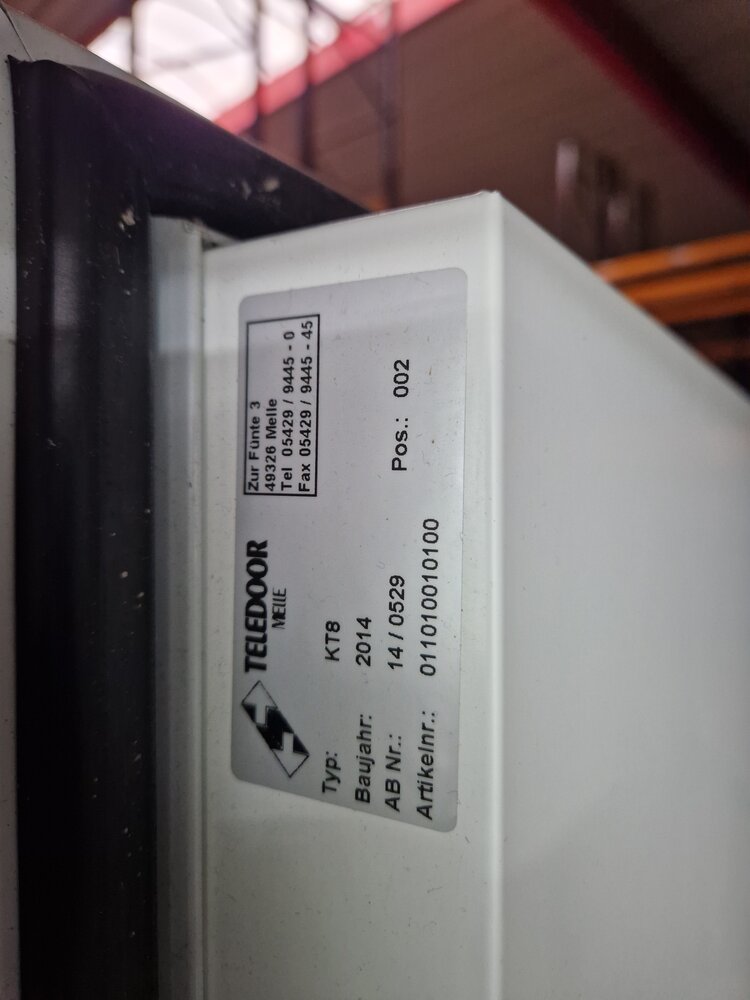 TELEDOOR
MELLE
Zur Fünte 3
49326 Melle
Tel 05429 / 9445 - 0
Fax 05429 / 9445 - 45
Typ: KT8
Baujahr: 2014
AB Nr.: 14 / 0529 Pos.: 002
Artikelnr.: 011010010100